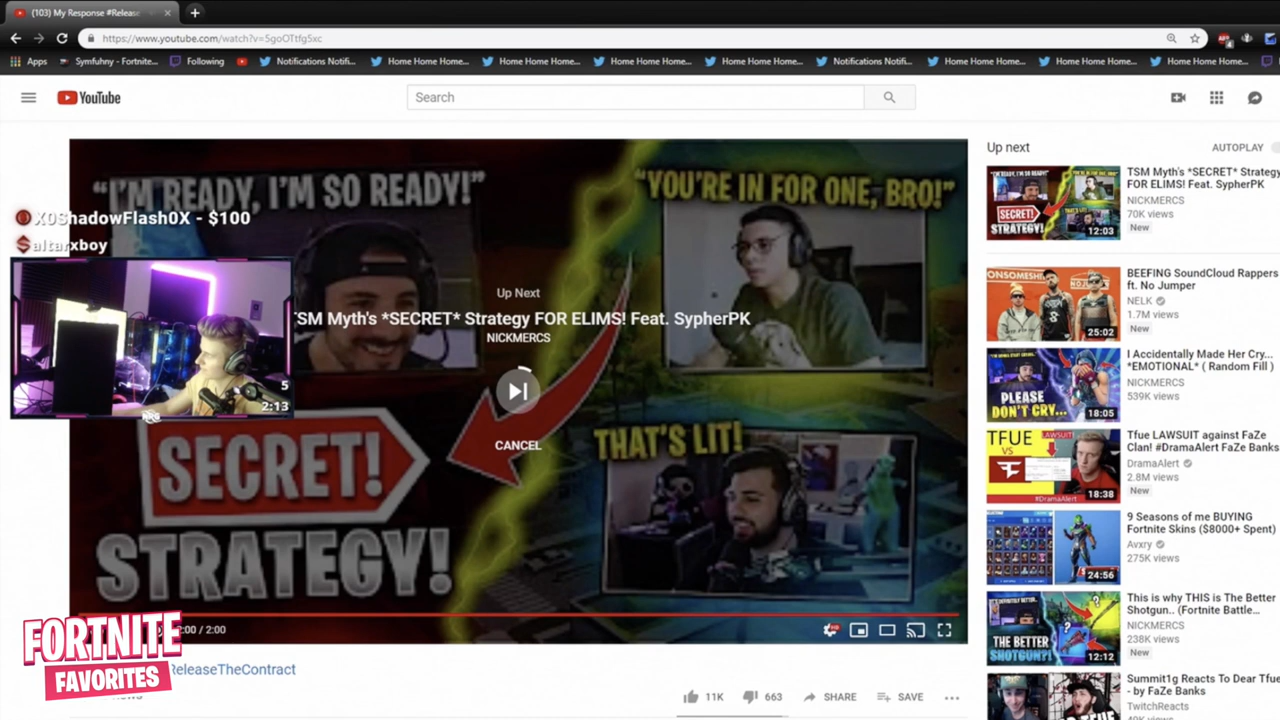 (103) My Response #Release
https://www.youtube.com/watch?v=5goOTtfg5xc
Apps
Symfuhny - Fortnite...
Following
Notifications Notifi...
Home Home Home...
Home Home Home...
Home Home Home...
Home Home Home...
Notifications Notifi...
Home Home Home...
Home Home Home...
Home Home Home...
YouTube
Search
Up next
AUTOPLAY
"I'M READY, I'M SO READY!"
"YOU'RE IN FOR ONE, BRO!"
X0ShadowFlash0X - $100
altarxboy
Up Next
TSM Myth's *SECRET* Strategy FOR ELIMS! Feat. SypherPK
NICKMERCS
5
2:13
CANCEL
SECRET!
STRATEGY!
THAT'S LIT!
2:00 / 2:00
FORTNITE
FAVORITES
ReleaseTheContract
11K
663
SHARE
SAVE
"I'M READY, I'M SO READY!"
SECRET!
STRATEGY!
12:03
TSM Myth's *SECRET* Strategy
FOR ELIMS! Feat. SypherPK
NICKMERCS
70K views
New
25:02
BEEFING SoundCloud Rappers
ft. No Jumper
NELK
1.7M views
New
PLEASE
DON'T CRY...
18:05
I Accidentally Made Her Cry...
*EMOTIONAL* ( Random Fill )
NICKMERCS
539K views
TFUE
LAWSUIT
VS
#DramaAlert
18:38
Tfue LAWSUIT against FaZe
Clan! #DramaAlert FaZe Banks
DramaAlert
2.8M views
New
24:56
9 Seasons of me BUYING
Fortnite Skins ($8000+ Spent)
Avxry
275K views
THE BETTER
SHOTGUN?!
12:12
This is why THIS is The Better
Shotgun.. (Fortnite Battle...
NICKMERCS
238K views
New
Summit1g Reacts To Dear Tfue
- by FaZe Banks
TwitchReacts